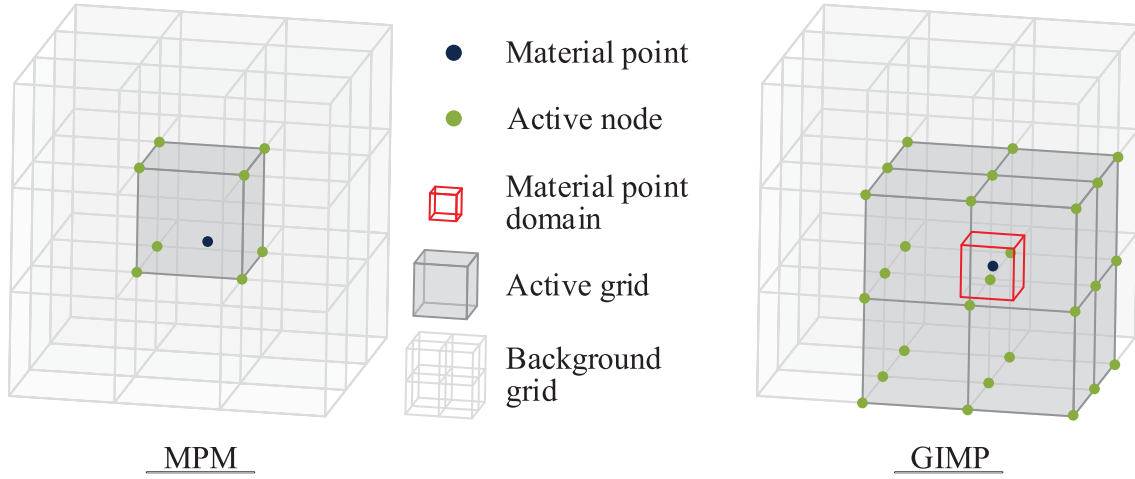 Material point
Active node
Material point
domain
Active grid
Background
grid
MPM
GIMP